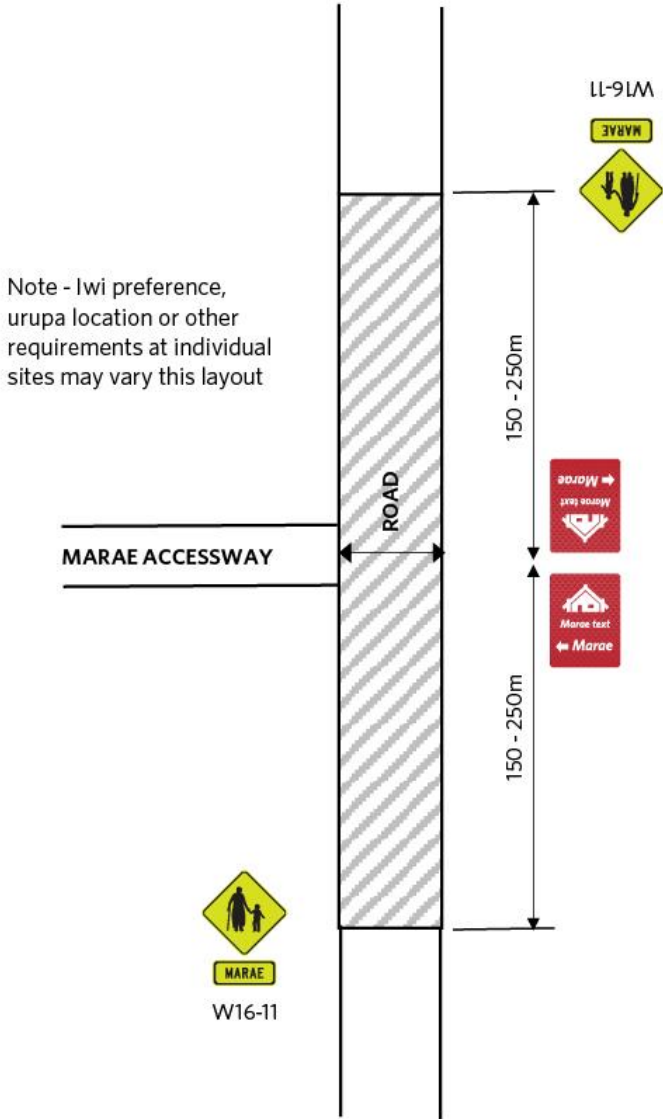 W16-11
MARAE
Note - Iwi preference,
urupa location or other
requirements at individual
sites may vary this layout
150 - 250m
ROAD
← Marae
Marae text
MARAE ACCESSWAY
Marae text
← Marae
150 - 250m
MARAE
W16-11